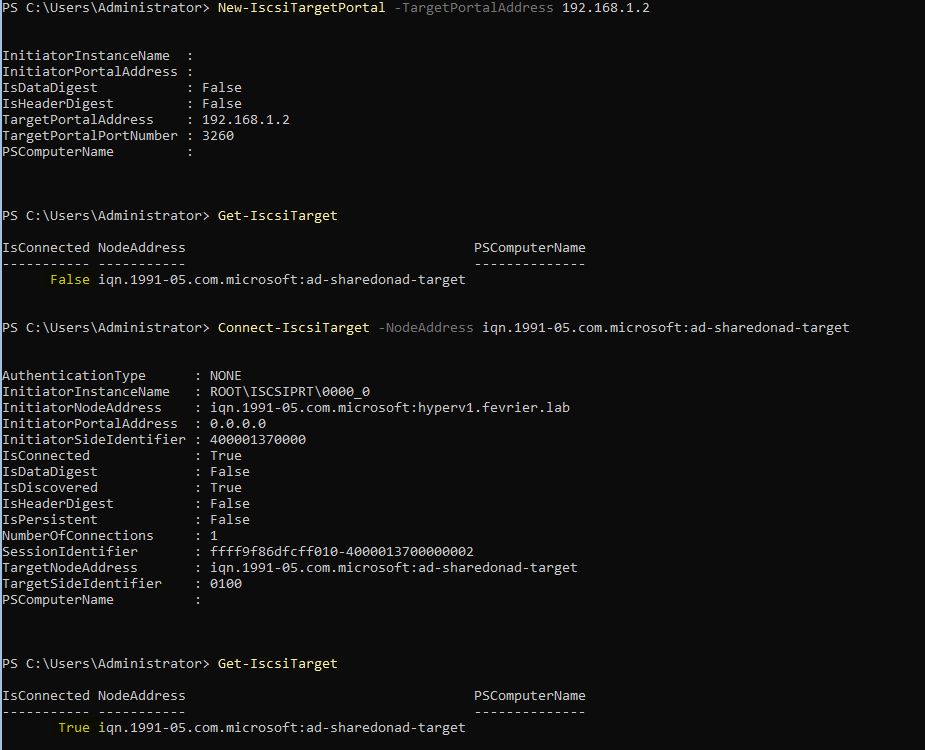 PS C:\Users\Administrator> New-IscsiTargetPortal -TargetPortalAddress 192.168.1.2
InitiatorInstanceName  :
InitiatorPortalAddress :
IsDataDigest           : False
IsHeaderDigest         : False
TargetPortalAddress    : 192.168.1.2
TargetPortalPortNumber : 3260
PSComputerName         :
PS C:\Users\Administrator> Get-IscsiTarget
IsConnected NodeAddress                                    PSComputerName
----------- -----------                                    --------------
      False iqn.1991-05.com.microsoft:ad-sharedonad-target
PS C:\Users\Administrator> Connect-IscsiTarget -NodeAddress iqn.1991-05.com.microsoft:ad-sharedonad-target
AuthenticationType      : NONE
InitiatorInstanceName   : ROOT\ISCSIPRT\0000_0
InitiatorNodeAddress    : iqn.1991-05.com.microsoft:hyperv1.fevrier.lab
InitiatorPortalAddress  : 0.0.0.0
InitiatorSideIdentifier : 400001370000
IsConnected             : True
IsDataDigest            : False
IsDiscovered            : True
IsHeaderDigest          : False
IsPersistent            : False
NumberOfConnections     : 1
SessionIdentifier       : ffff9f86dfcff010-4000013700000002
TargetNodeAddress       : iqn.1991-05.com.microsoft:ad-sharedonad-target
TargetSideIdentifier    : 0100
PSComputerName          :
PS C:\Users\Administrator> Get-IscsiTarget
IsConnected NodeAddress                                    PSComputerName
----------- -----------                                    --------------
       True iqn.1991-05.com.microsoft:ad-sharedonad-target